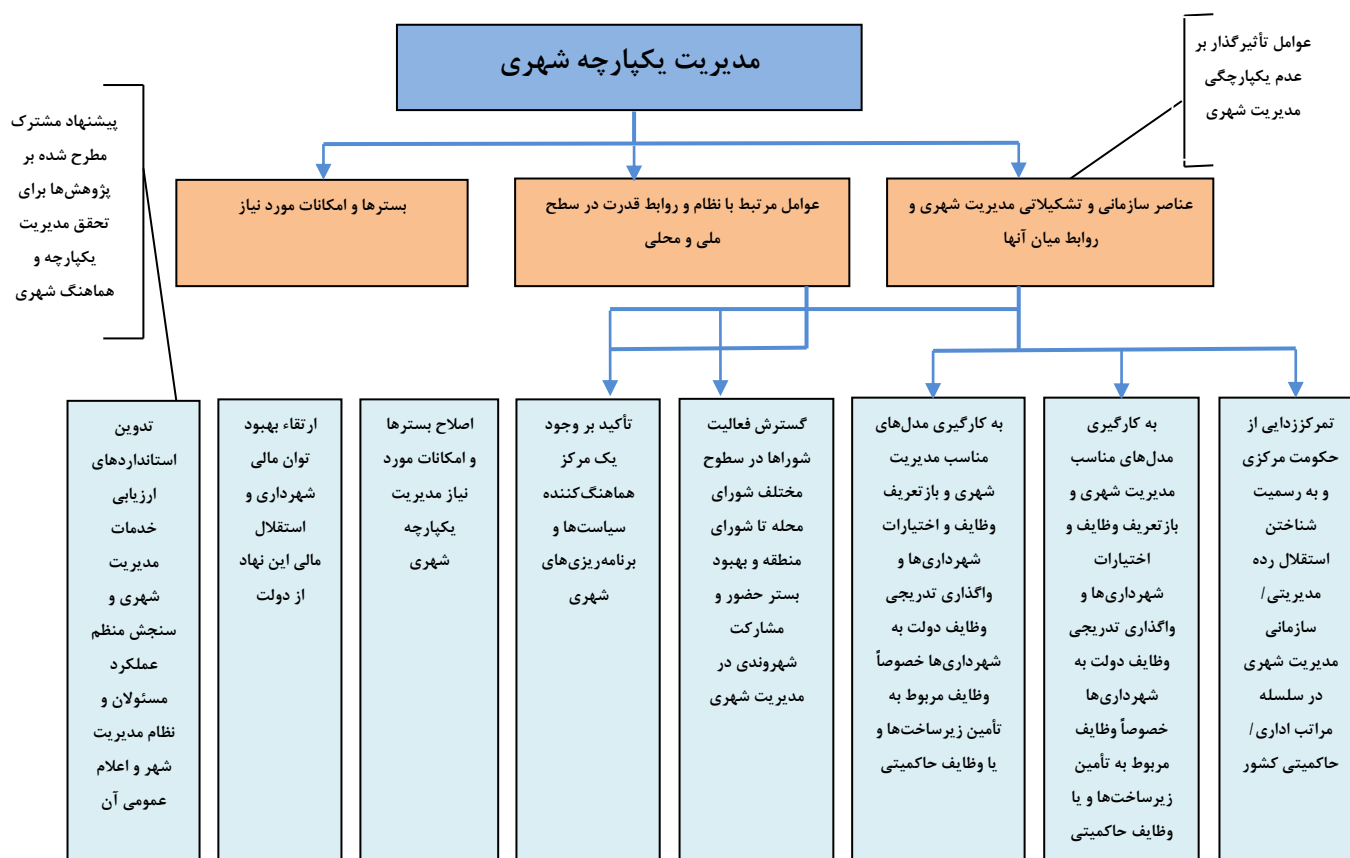 مدیریت یکپارچه شهری
عوامل تأثیرگذار بر
عدم یکپارچگی
مدیریت شهری
پیشنهاد مشترک
مطرح شده بر
پژوهش‌ها برای
تحقق مدیریت
یکپارچه و
هماهنگ شهری
عناصر سازمانی و تشکیلاتی مدیریت شهری و
روابط میان آنها
عوامل مرتبط با نظام و روابط قدرت در سطح
ملی و محلی
بسترها و امکانات مورد نیاز
تمرکززدایی از
حکومت مرکزی
و به رسمیت
شناختن
استقلال رده
مدیریتی/
سازمانی
مدیریت شهری
در سلسله
مراتب اداری/
حاکمیتی کشور
به کارگیری
مدل‌های مناسب
مدیریت شهری و
بازتعریف وظایف و
اختیارات
شهرداری‌ها و
واگذاری تدریجی
وظایف دولت به
شهرداری‌ها
خصوصاً وظایف
مربوط به تأمین
زیرساخت‌ها و یا
وظایف حاکمیتی
به کارگیری مدل‌های
مناسب مدیریت
شهری و بازتعریف
وظایف و اختیارات
شهرداری‌ها و
واگذاری تدریجی
وظایف دولت به
شهرداری‌ها خصوصاً
وظایف مربوط به
تأمین زیرساخت‌ها و
یا وظایف حاکمیتی
گسترش فعالیت
شوراها در سطوح
مختلف شورای
محله تا شورای
منطقه و بهبود
بستر حضور و
مشارکت
شهروندی در
مدیریت شهری
تأکید بر وجود
یک مرکز
هماهنگ‌کننده
سیاست‌ها و
برنامه‌ریزی‌های
شهری
اصلاح بسترها
و امکانات مورد
نیاز مدیریت
یکپارچه
شهری
ارتقاء بهبود
توان مالی
شهرداری و
استقلال
مالی این نهاد
از دولت
تدوین
استانداردهای
ارزیابی
خدمات
مدیریت
شهری و
سنجش منظم
عملکرد
مسئولان و
نظام مدیریت
شهر و اعلام
عمومی آن